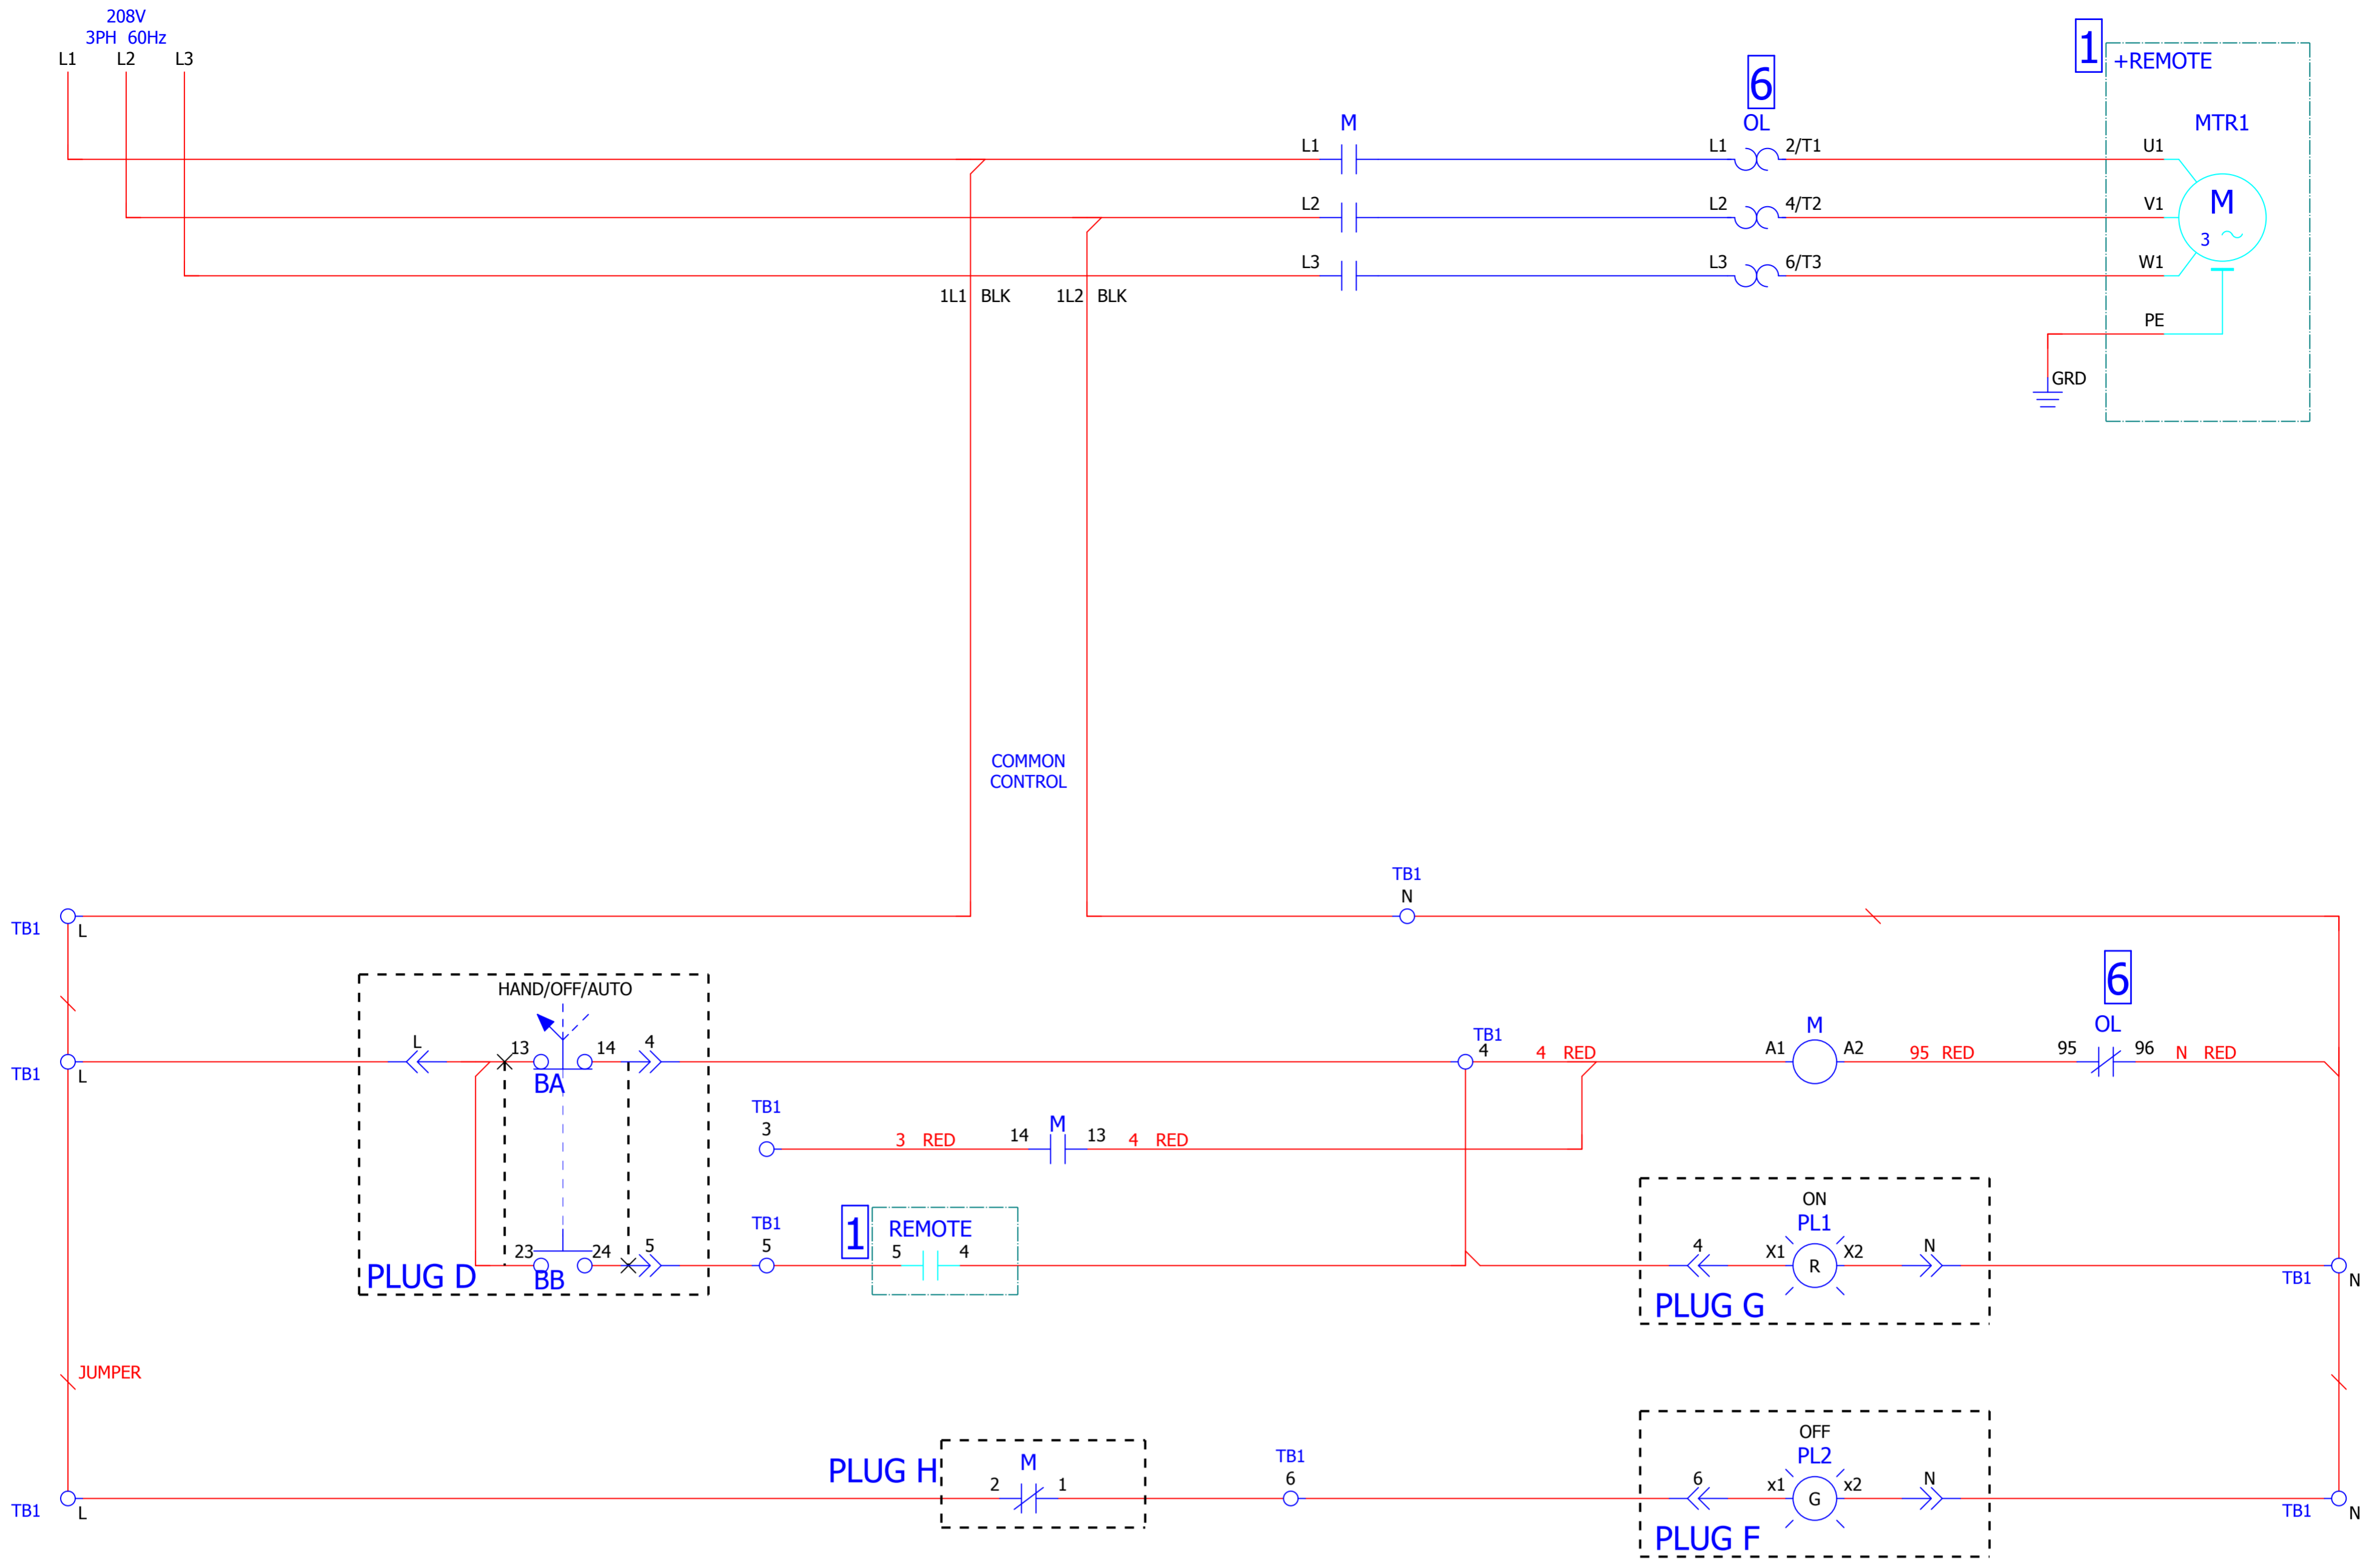 208V
3PH 60Hz
L1 L2 L3
1
+REMOTE
6
OL
M
MTR1
L1 L1 2/T1 U1
L2 L2 4/T2 V1
M
3
L3 L3 6/T3 W1
1L1 BLK 1L2 BLK
PE
GRD
COMMON
CONTROL
TB1
N
TB1 L
6
HAND/OFF/AUTO
OL
M
TB1
L 13 14 4 4 4 RED A1 A2 95 RED 95 96 N RED
TB1 L
BA
TB1
3
M
3 RED 14 13 4 RED
ON
TB1
1
REMOTE
PL1
23 24 5 5 5 4
4 X1 R X2 N
PLUG D
BB
TB1 N
PLUG G
JUMPER
OFF
PL2
PLUG H
M
TB1
2 1 6
6 x1 G x2 N
TB1 L
TB1 N
PLUG F